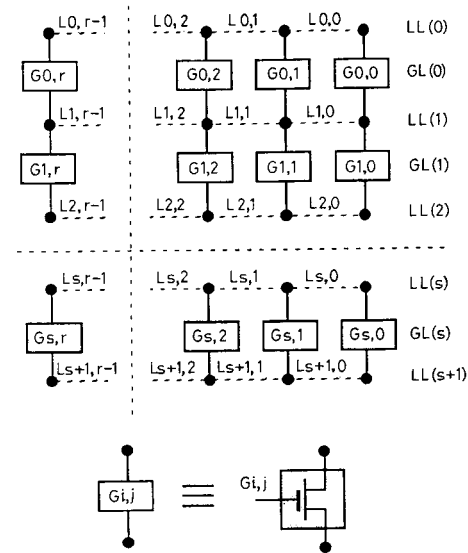 L0,r-1 L0,2 L0,1 L0,0 LL(0)
G0,r G0,2 G0,1 G0,0 GL(0)
L1,r-1 L1,2 L1,1 L1,0 LL(1)
G1,r G1,2 G1,1 G1,0 GL(1)
L2,r-1 L2,2 L2,1 L2,0 LL(2)
Ls,r-1 Ls,2 Ls,1 Ls,0 LL(s)
Gs,r Gs,2 Gs,1 Gs,0 GL(s)
Ls+1,r-1 Ls+1,2 Ls+1,1 Ls+1,0 LL(s+1)
Gi,j Gi,j